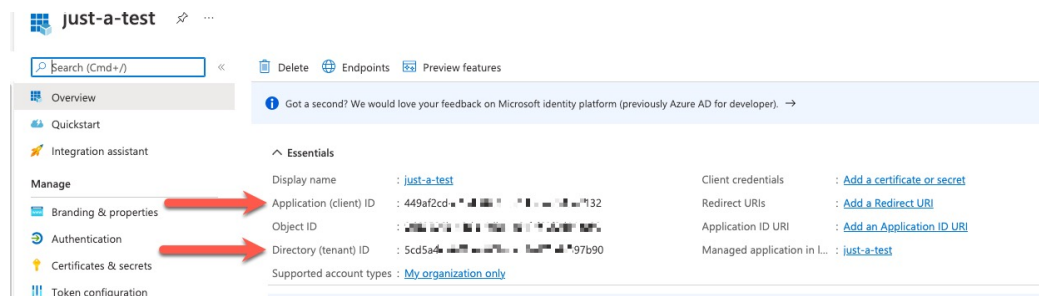 just-a-test
Search (Cmd+/)
«
Delete Endpoints Preview features
Overview
Got a second? We would love your feedback on Microsoft identity platform (previously Azure AD for developer). →
Quickstart
Integration assistant
Essentials
Manage
Display name : just-a-test
Client credentials : Add a certificate or secret
Branding & properties
Application (client) ID : 449af2cd- 132
Redirect URIs : Add a Redirect URI
Object ID :
Application ID URI : Add an Application ID URI
Authentication
Directory (tenant) ID : 5cd5a4 -97b90
Managed application in l... : just-a-test
Certificates & secrets
Supported account types : My organization only
Token configuration